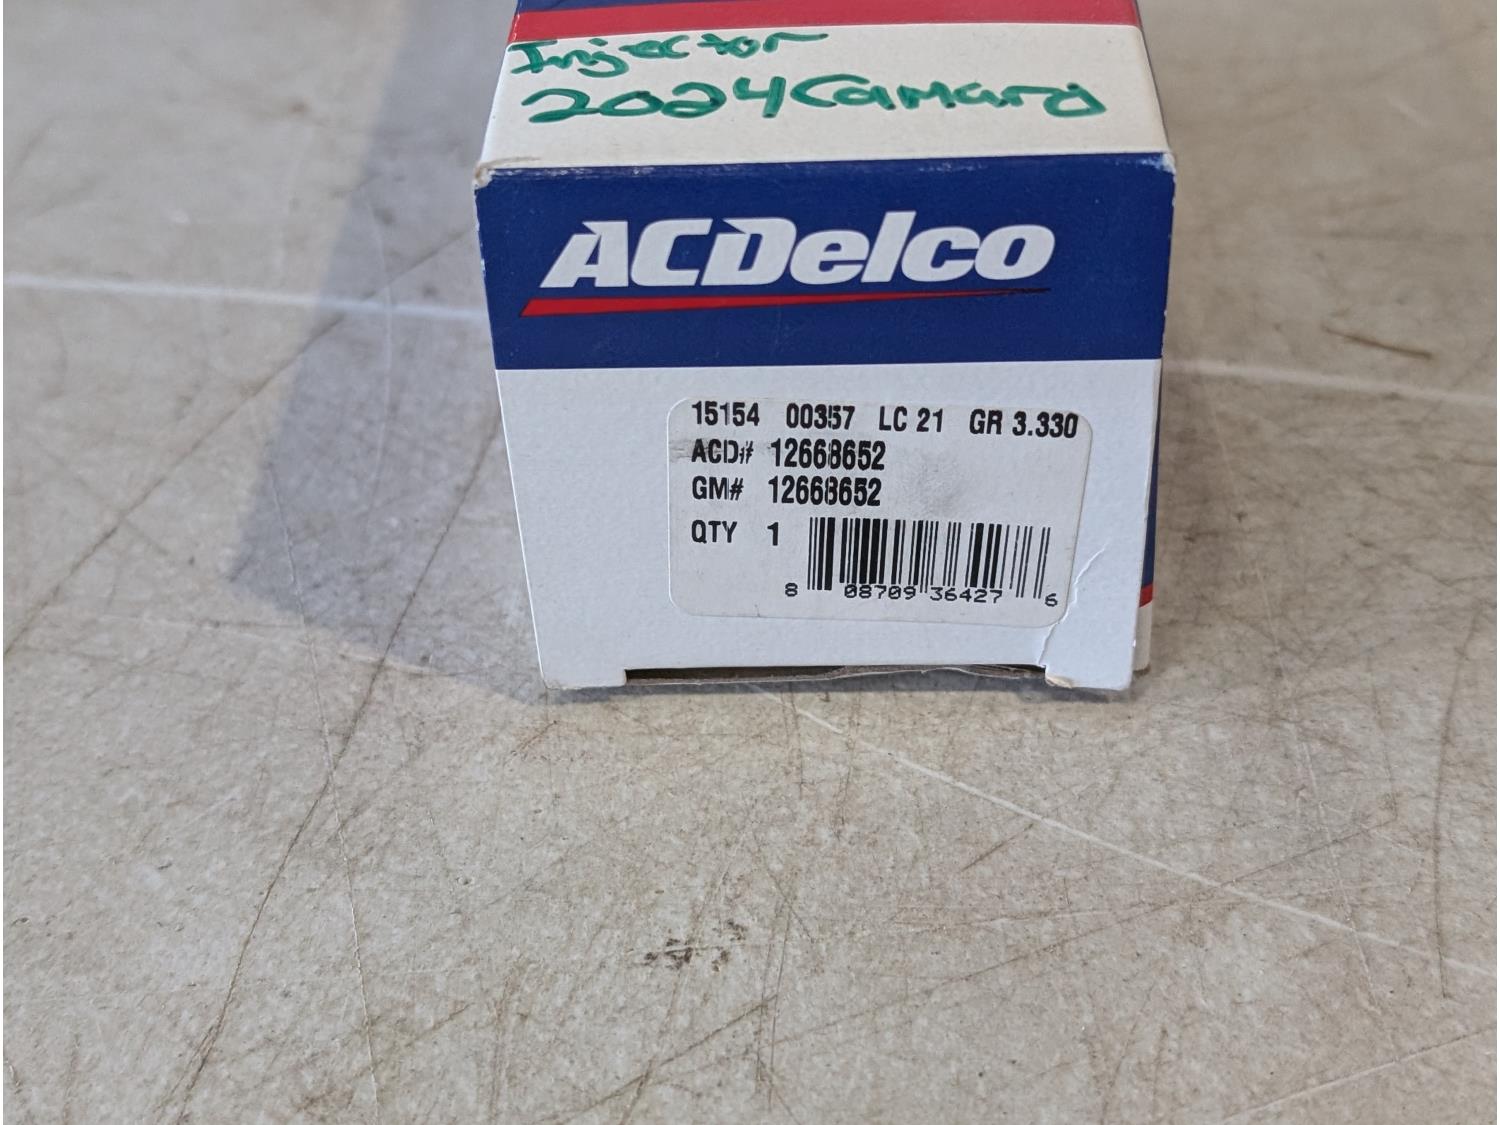 Injector
2024 Camaro
ACDelco
15154 00357 LC 21 GR 3.330
ACD# 12668652
GM# 12668652
QTY 1
8 08709 36427 6